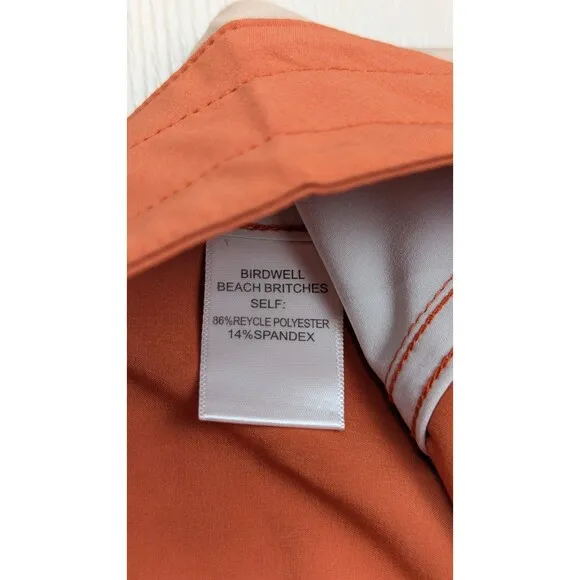 BIRDWELL
BEACH BRITCHES
SELF:
86%REYCLE POLYESTER
14%SPANDEX